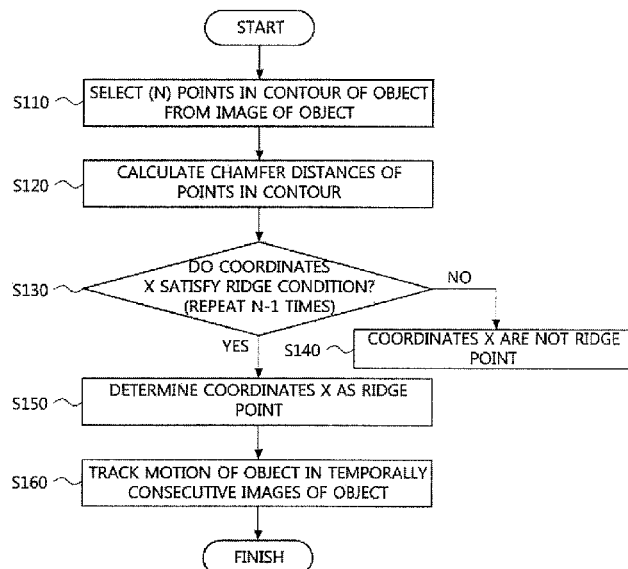 START
S110
SELECT (N) POINTS IN CONTOUR OF OBJECT
FROM IMAGE OF OBJECT
S120
CALCULATE CHAMFER DISTANCES OF
POINTS IN CONTOUR
S130
DO COORDINATES
X SATISFY RIDGE CONDITION?
(REPEAT N-1 TIMES)
NO
YES
S140
COORDINATES X ARE NOT RIDGE
POINT
S150
DETERMINE COORDINATES X AS RIDGE
POINT
S160
TRACK MOTION OF OBJECT IN TEMPORALLY
CONSECUTIVE IMAGES OF OBJECT
FINISH